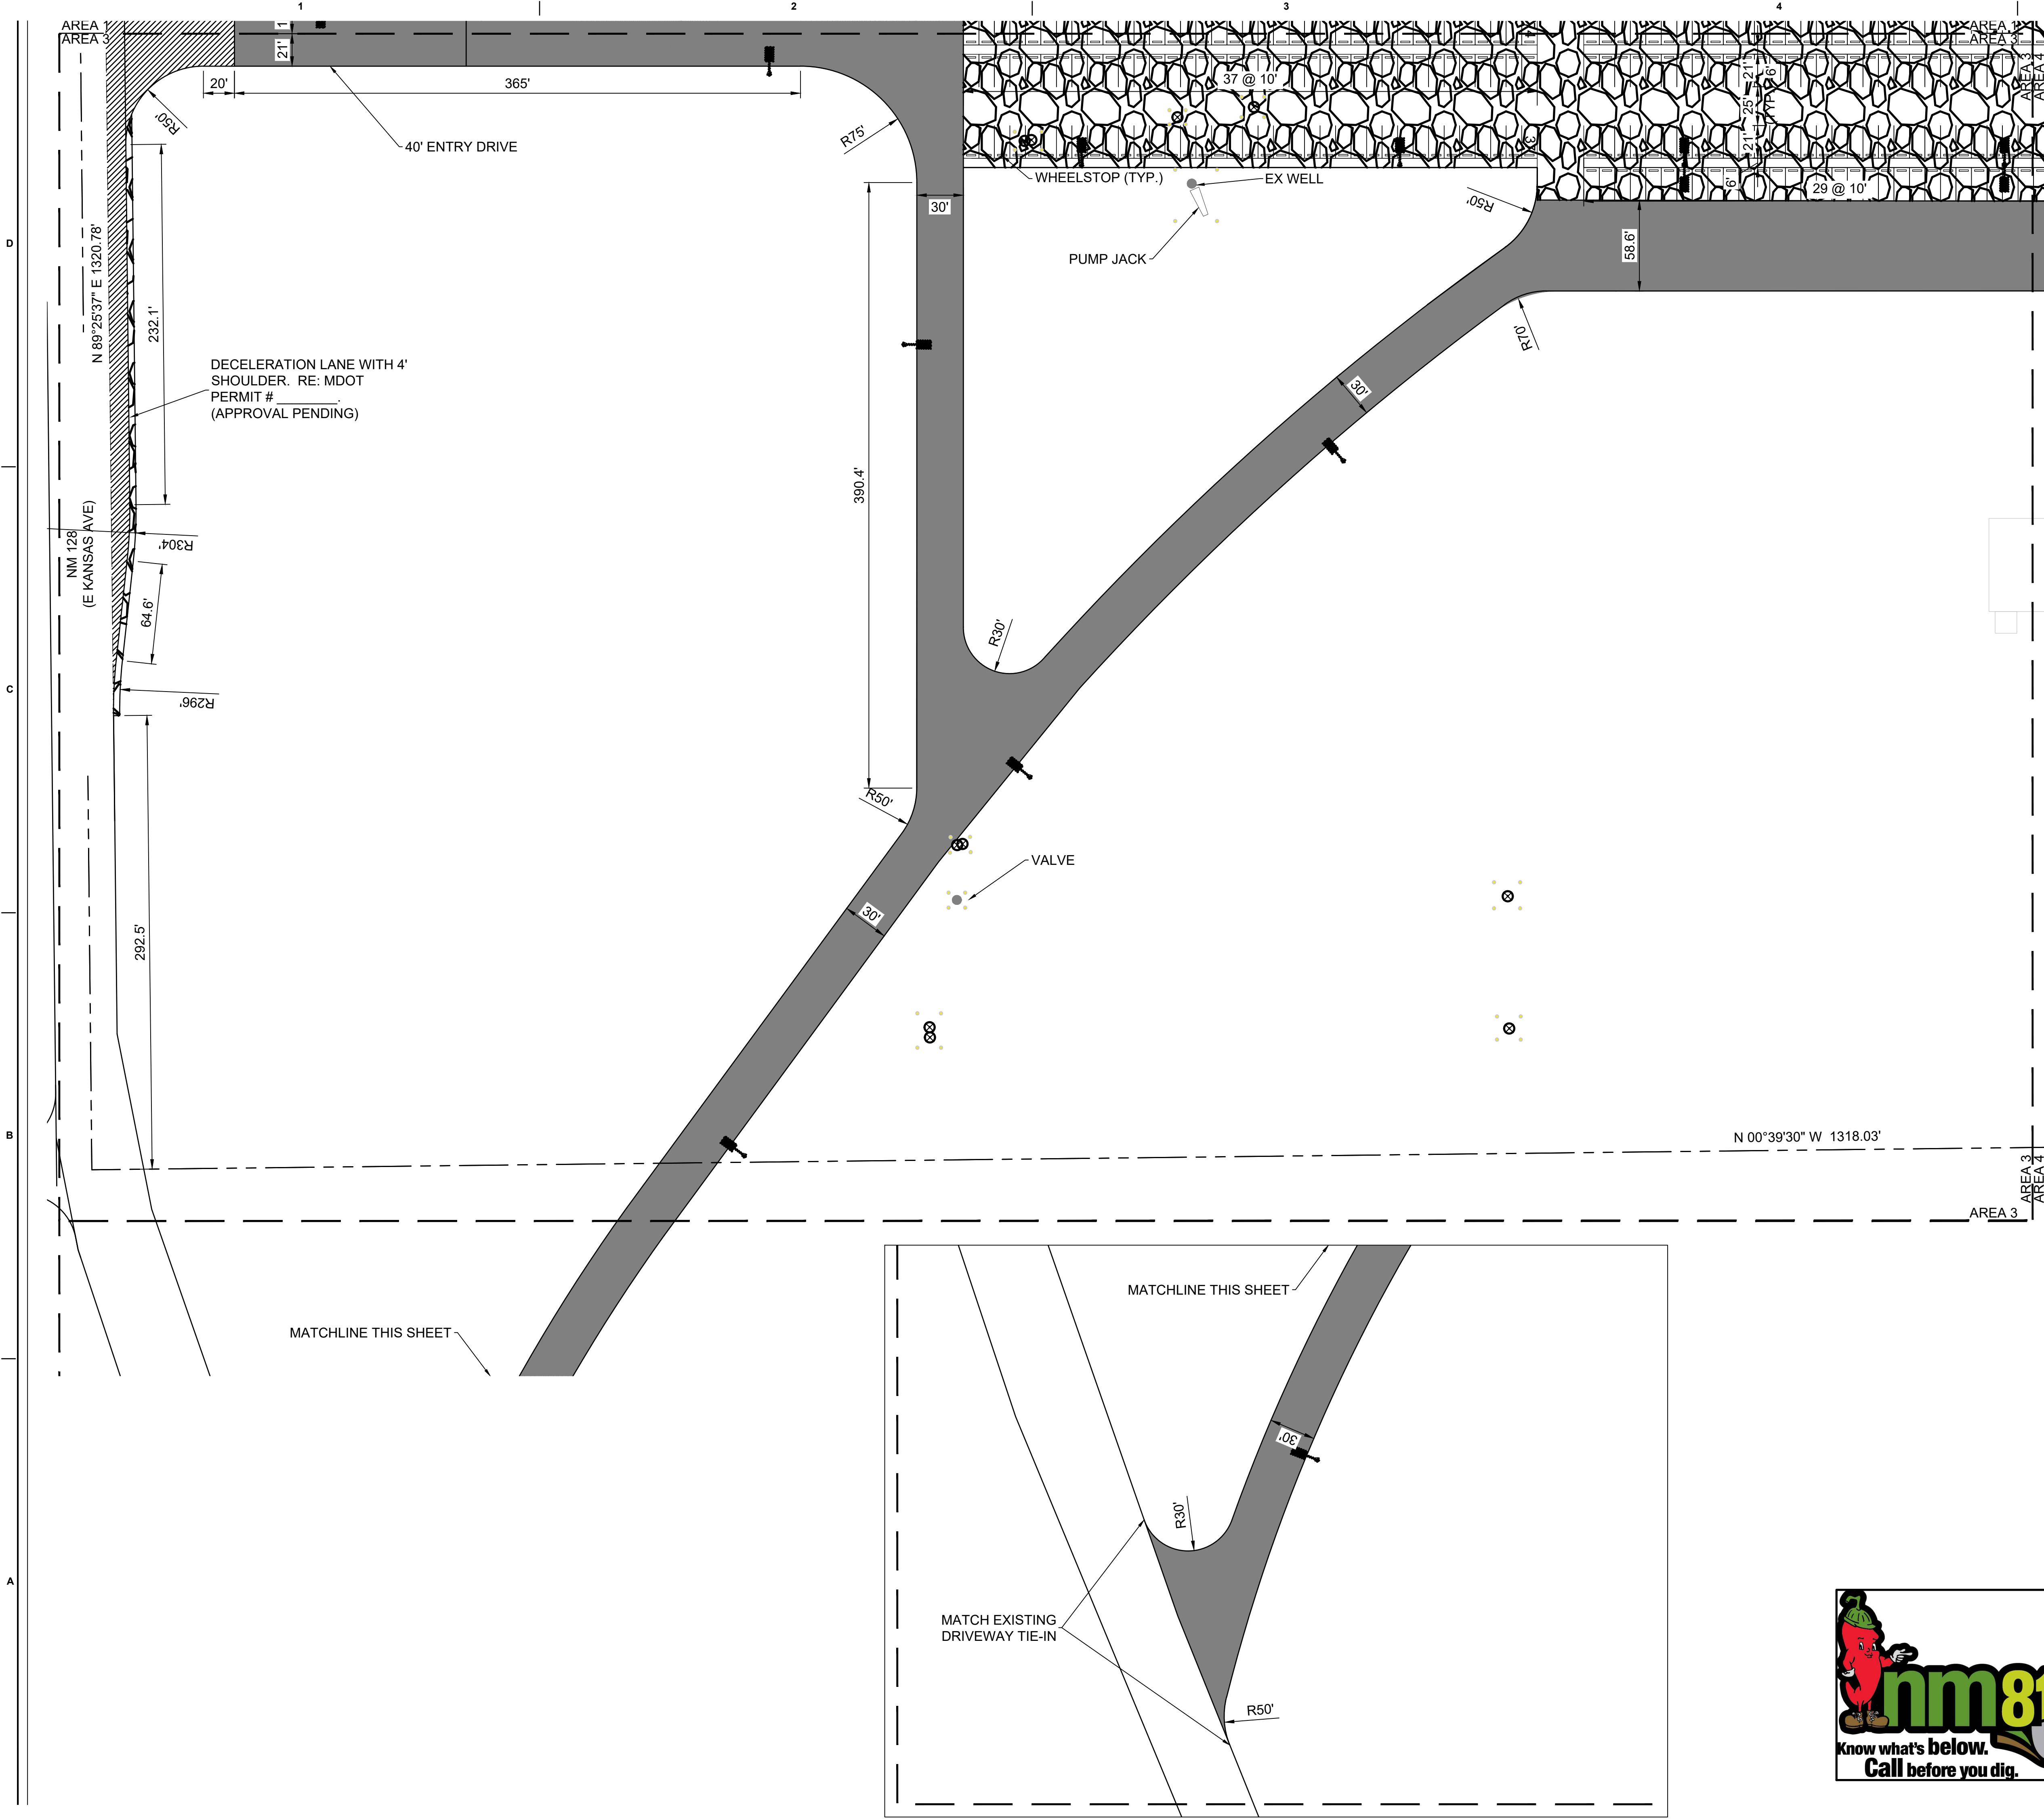 1
2
3
4
AREA 1
AREA 3
21'
1
20'
365'
R50'
40' ENTRY DRIVE
R75'
37 @ 10'
WHEELSTOP (TYP.)
EX WELL
PUMP JACK
30'
R50'
21'
25'
21'
6'
6'
29 @ 10'
AREA 1
AREA 3
AREA 3
AREA 4
58.6'
R70'
D
N 89°25'37" E 1320.78'
232.1'
DECELERATION LANE WITH 4'
SHOULDER. RE: MDOT
PERMIT # ________.
(APPROVAL PENDING)
30'
390.4'
NM 128
(E KANSAS AVE)
R304'
64.6'
R30'
C
R296'
R50'
VALVE
30'
292.5'
B
N 00°39'30" W 1318.03'
AREA 3
AREA 4
AREA 3
MATCHLINE THIS SHEET
MATCHLINE THIS SHEET
30'
R30'
A
MATCH EXISTING
DRIVEWAY TIE-IN
R50'
nm81
Know what's below.
Call before you dig.